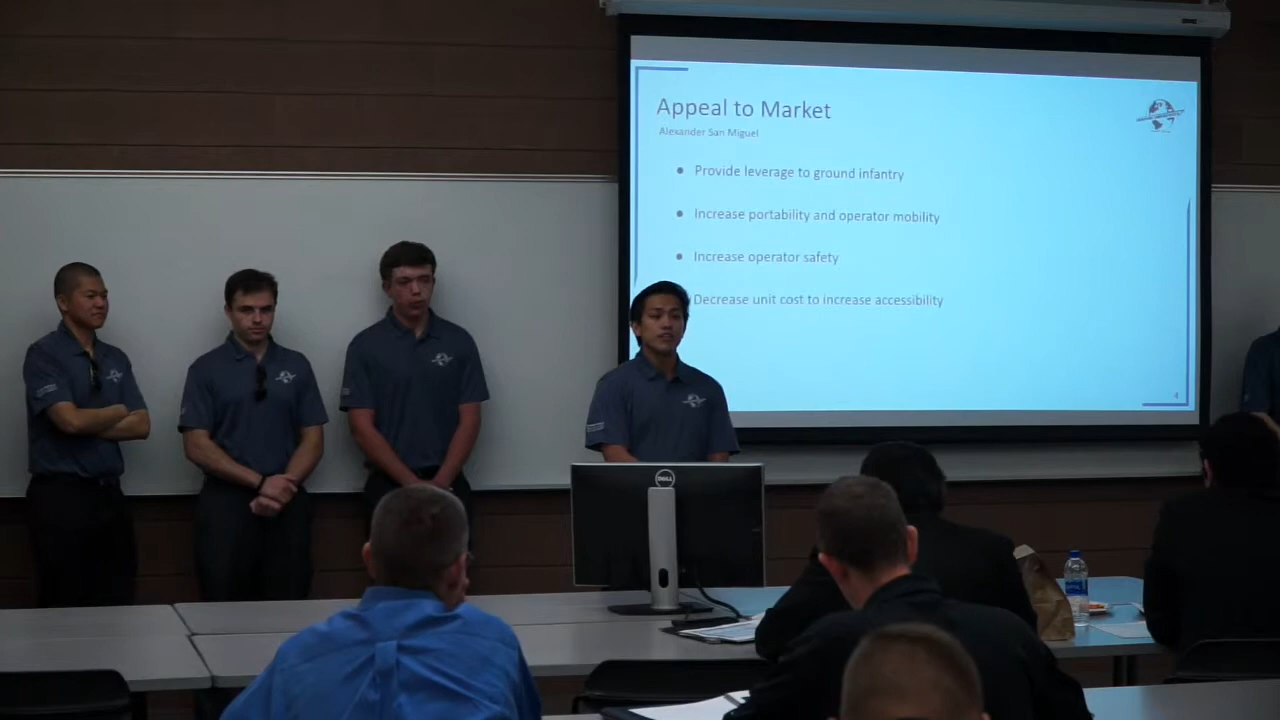 Appeal to Market
Alexander San Miguel
Provide leverage to ground infantry
Increase portability and operator mobility
Increase operator safety
Decrease unit cost to increase accessibility
4
DELL